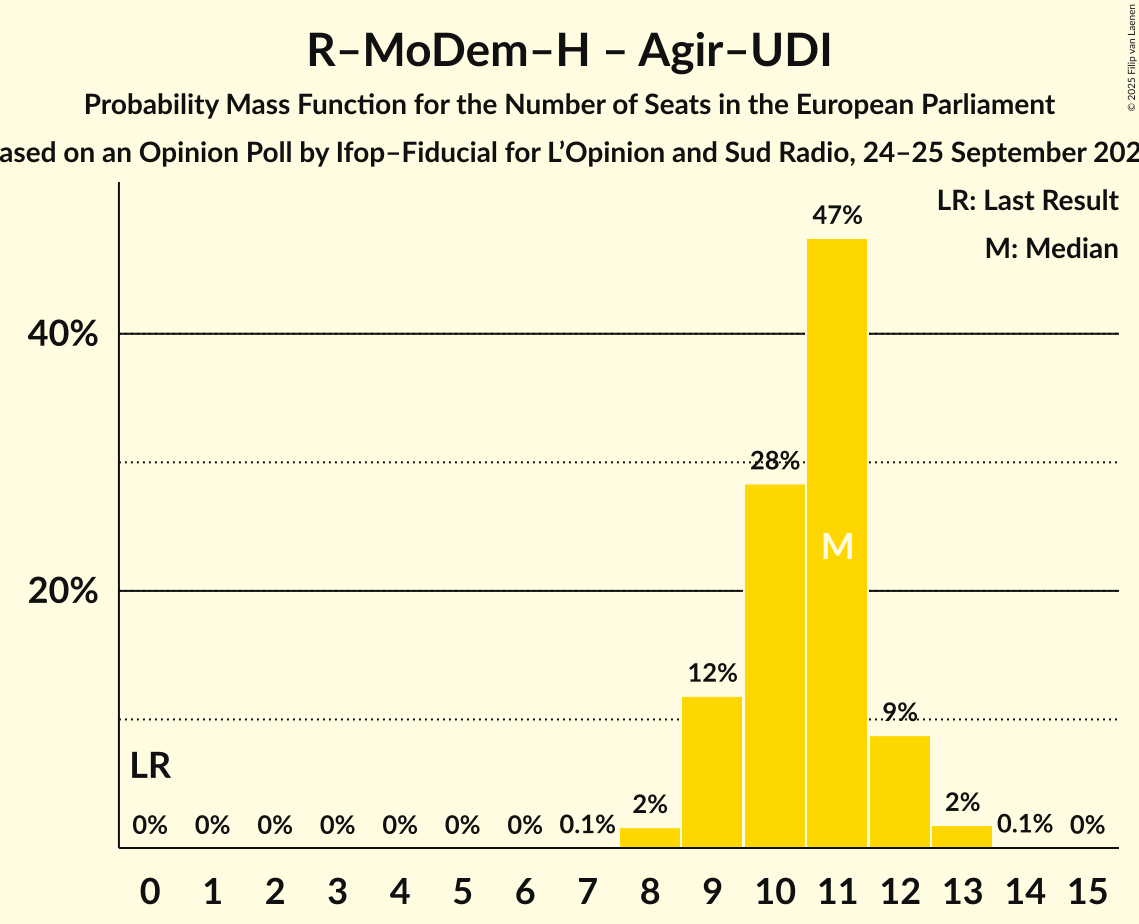 R–MoDem–H – Agir–UDI
Probability Mass Function for the Number of Seats in the European Parliament
ased on an Opinion Poll by Ifop–Fiducial for L’Opinion and Sud Radio, 24–25 September 202
© 2025 Filip van Laenen
LR: Last Result
M: Median
47%
40%
28%
M
20%
12%
9%
LR
0% 0% 0% 0% 0% 0% 0% 0.1% 2% 2% 0.1% 0%
0 1 2 3 4 5 6 7 8 9 10 11 12 13 14 15